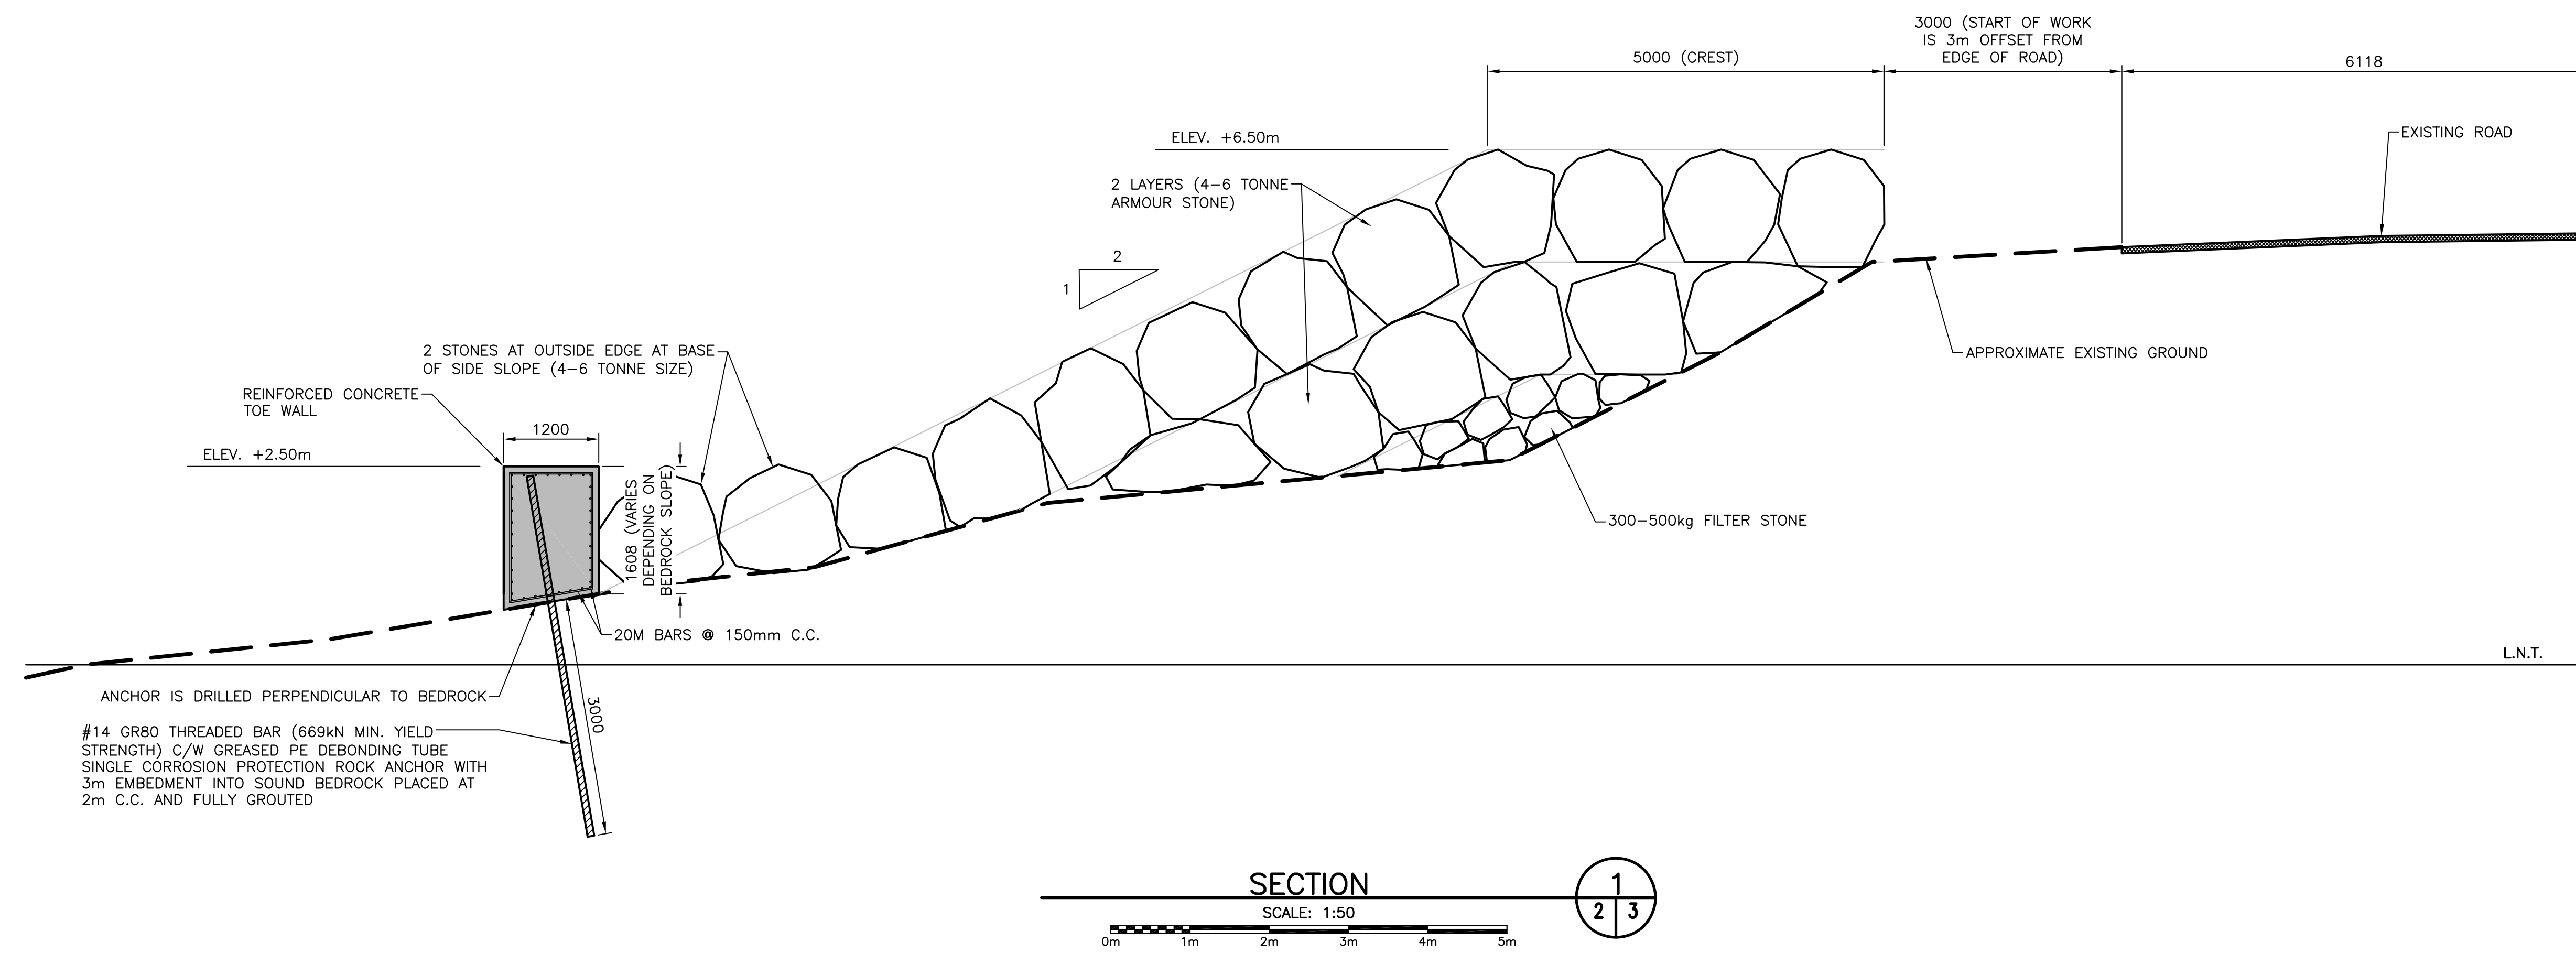 3000 (START OF WORK
IS 3m OFFSET FROM
EDGE OF ROAD)
5000 (CREST)
6118
ELEV. +6.50m
EXISTING ROAD
2 LAYERS (4-6 TONNE
ARMOUR STONE)
2
1
APPROXIMATE EXISTING GROUND
2 STONES AT OUTSIDE EDGE AT BASE
OF SIDE SLOPE (4-6 TONNE SIZE)
REINFORCED CONCRETE
TOE WALL
1200
ELEV. +2.50m
1608 (VARIES
DEPENDING ON
BEDROCK SLOPE)
300-500kg FILTER STONE
20M BARS @ 150mm C.C.
L.N.T.
ANCHOR IS DRILLED PERPENDICULAR TO BEDROCK
3000
#14 GR80 THREADED BAR (669kN MIN. YIELD
STRENGTH) C/W GREASED PE DEBONDING TUBE
SINGLE CORROSION PROTECTION ROCK ANCHOR WITH
3m EMBEDMENT INTO SOUND BEDROCK PLACED AT
2m C.C. AND FULLY GROUTED
SECTION
1
SCALE: 1:50
2 3
0m 1m 2m 3m 4m 5m